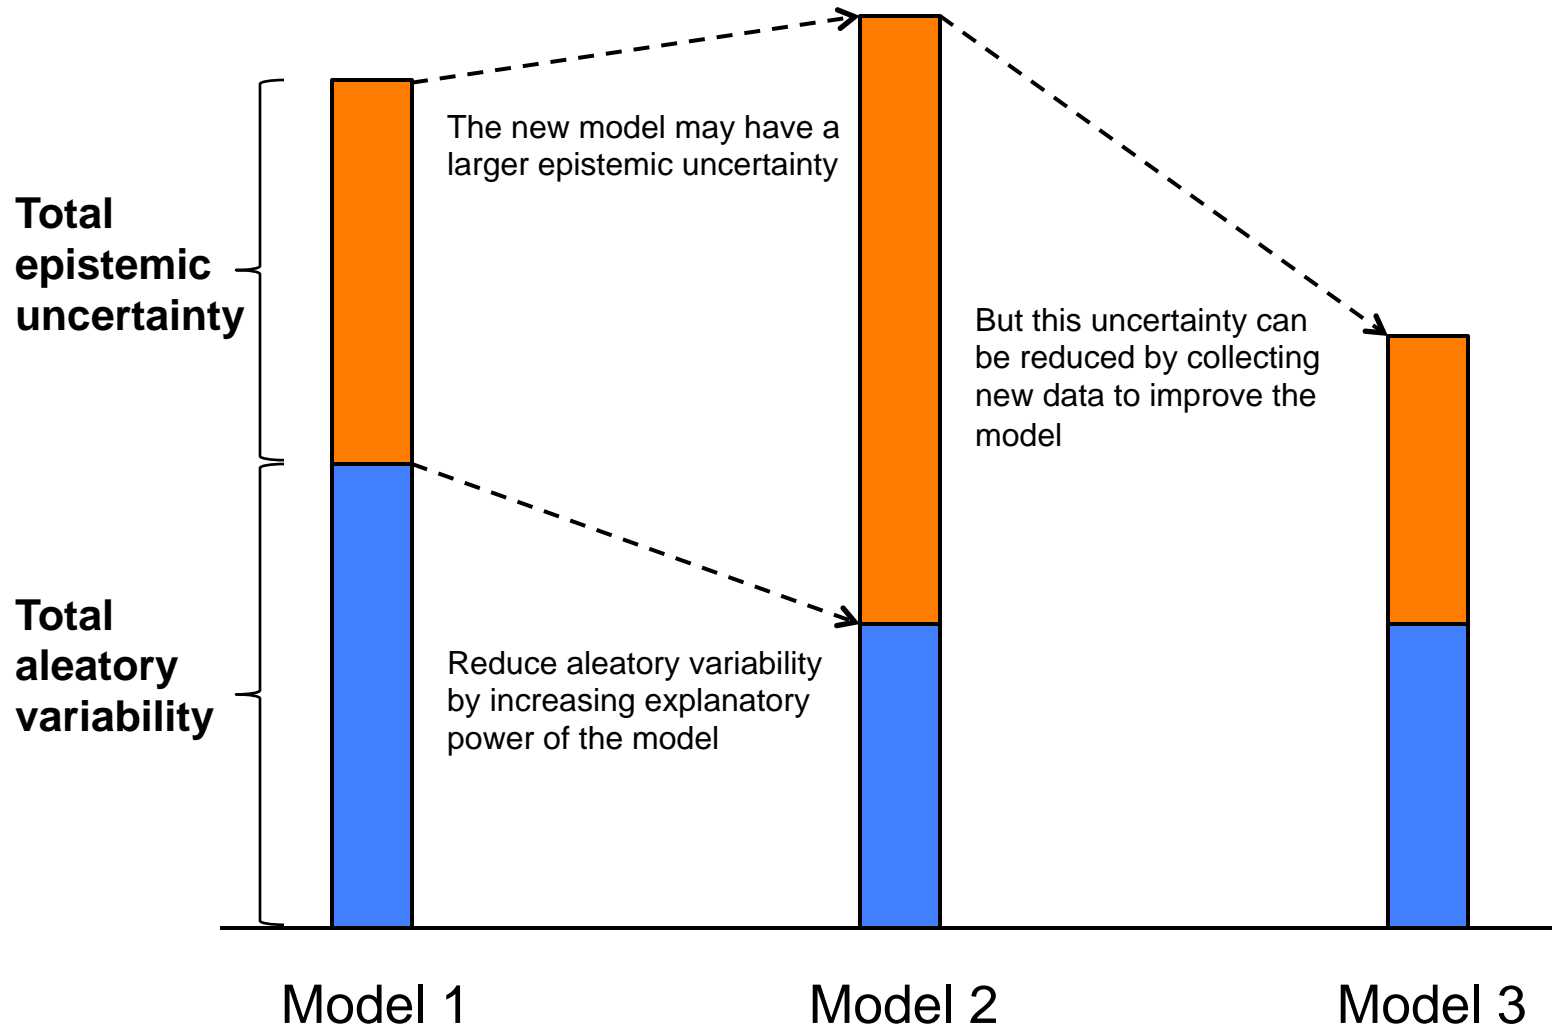 The new model may have a
larger epistemic uncertainty
Total
epistemic
uncertainty
But this uncertainty can
be reduced by collecting
new data to improve the
model
Total
aleatory
variability
Reduce aleatory variability
by increasing explanatory
power of the model
Model 1
Model 2
Model 3